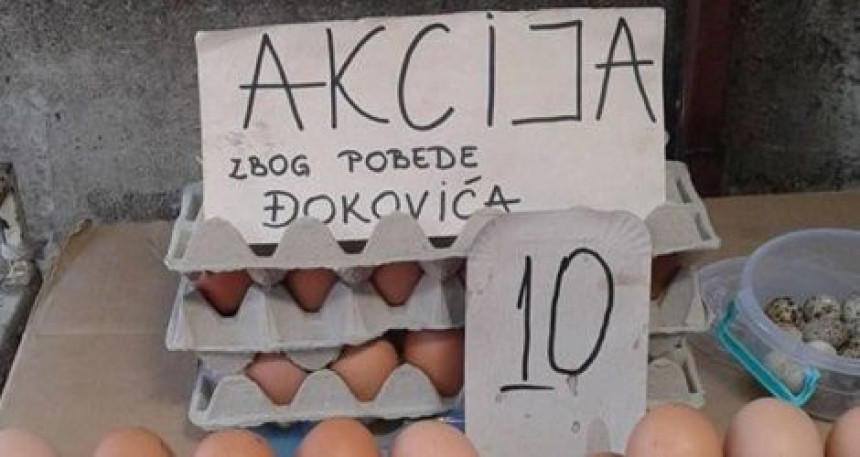 AKCIJA
ZBOG POBEDE
ĐOKOVIĆA
10